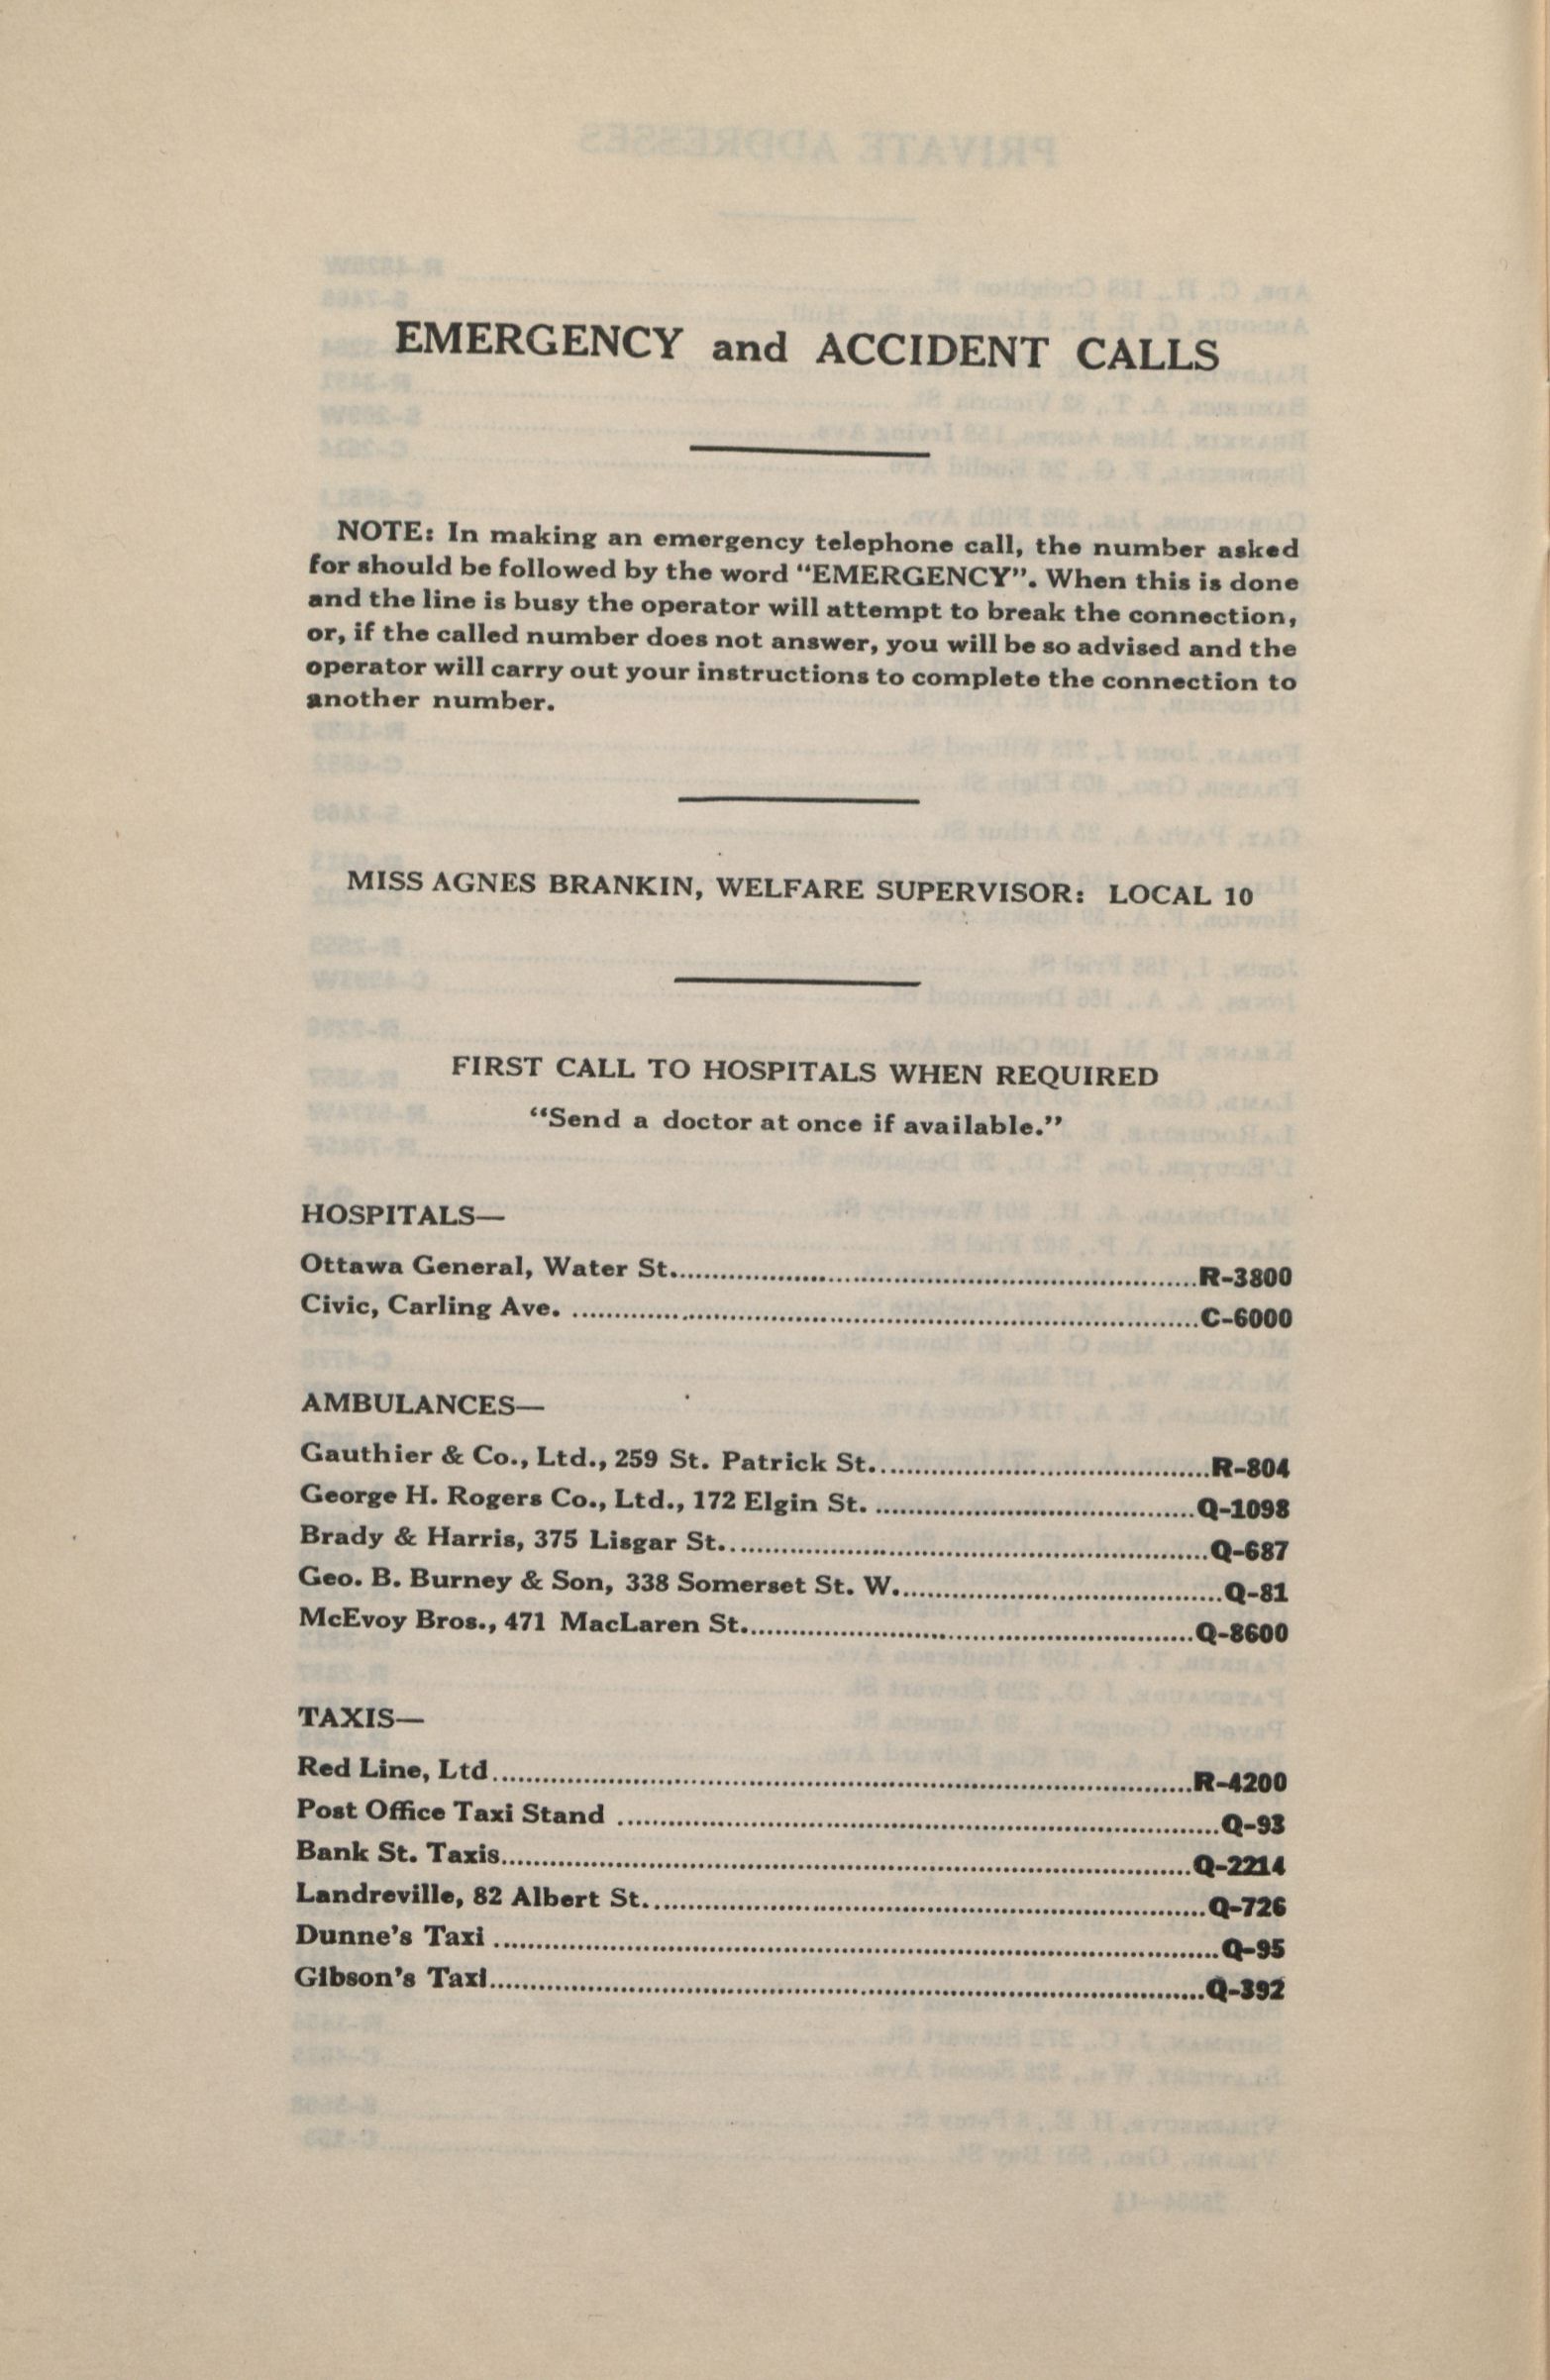 EMERGENCY and ACCIDENT CALLS
NOTE: In making an emergency telephone call, the number asked
for should be followed by the word "EMERGENCY". When this is done
and the line is busy the operator will attempt to break the connection,
or, if the called number does not answer, you will be so advised and the
operator will carry out your instructions to complete the connection to
another number.
MISS AGNES BRANKIN, WELFARE SUPERVISOR: LOCAL 10
FIRST CALL TO HOSPITALS WHEN REQUIRED
"Send a doctor at once if available."
HOSPITALS—
Ottawa General, Water St. R-3800
Civic, Carling Ave. C-6000
AMBULANCES—
Gauthier & Co., Ltd., 259 St. Patrick St. R-804
George H. Rogers Co., Ltd., 172 Elgin St. Q-1098
Brady & Harris, 375 Lisgar St. Q-687
Geo. B. Burney & Son, 338 Somerset St. W. Q-81
McEvoy Bros., 471 MacLaren St. Q-8600
TAXIS—
Red Line, Ltd. R-4200
Post Office Taxi Stand Q-93
Bank St. Taxis Q-2214
Landreville, 82 Albert St. Q-726
Dunne's Taxi Q-95
Gibson's Taxi Q-392